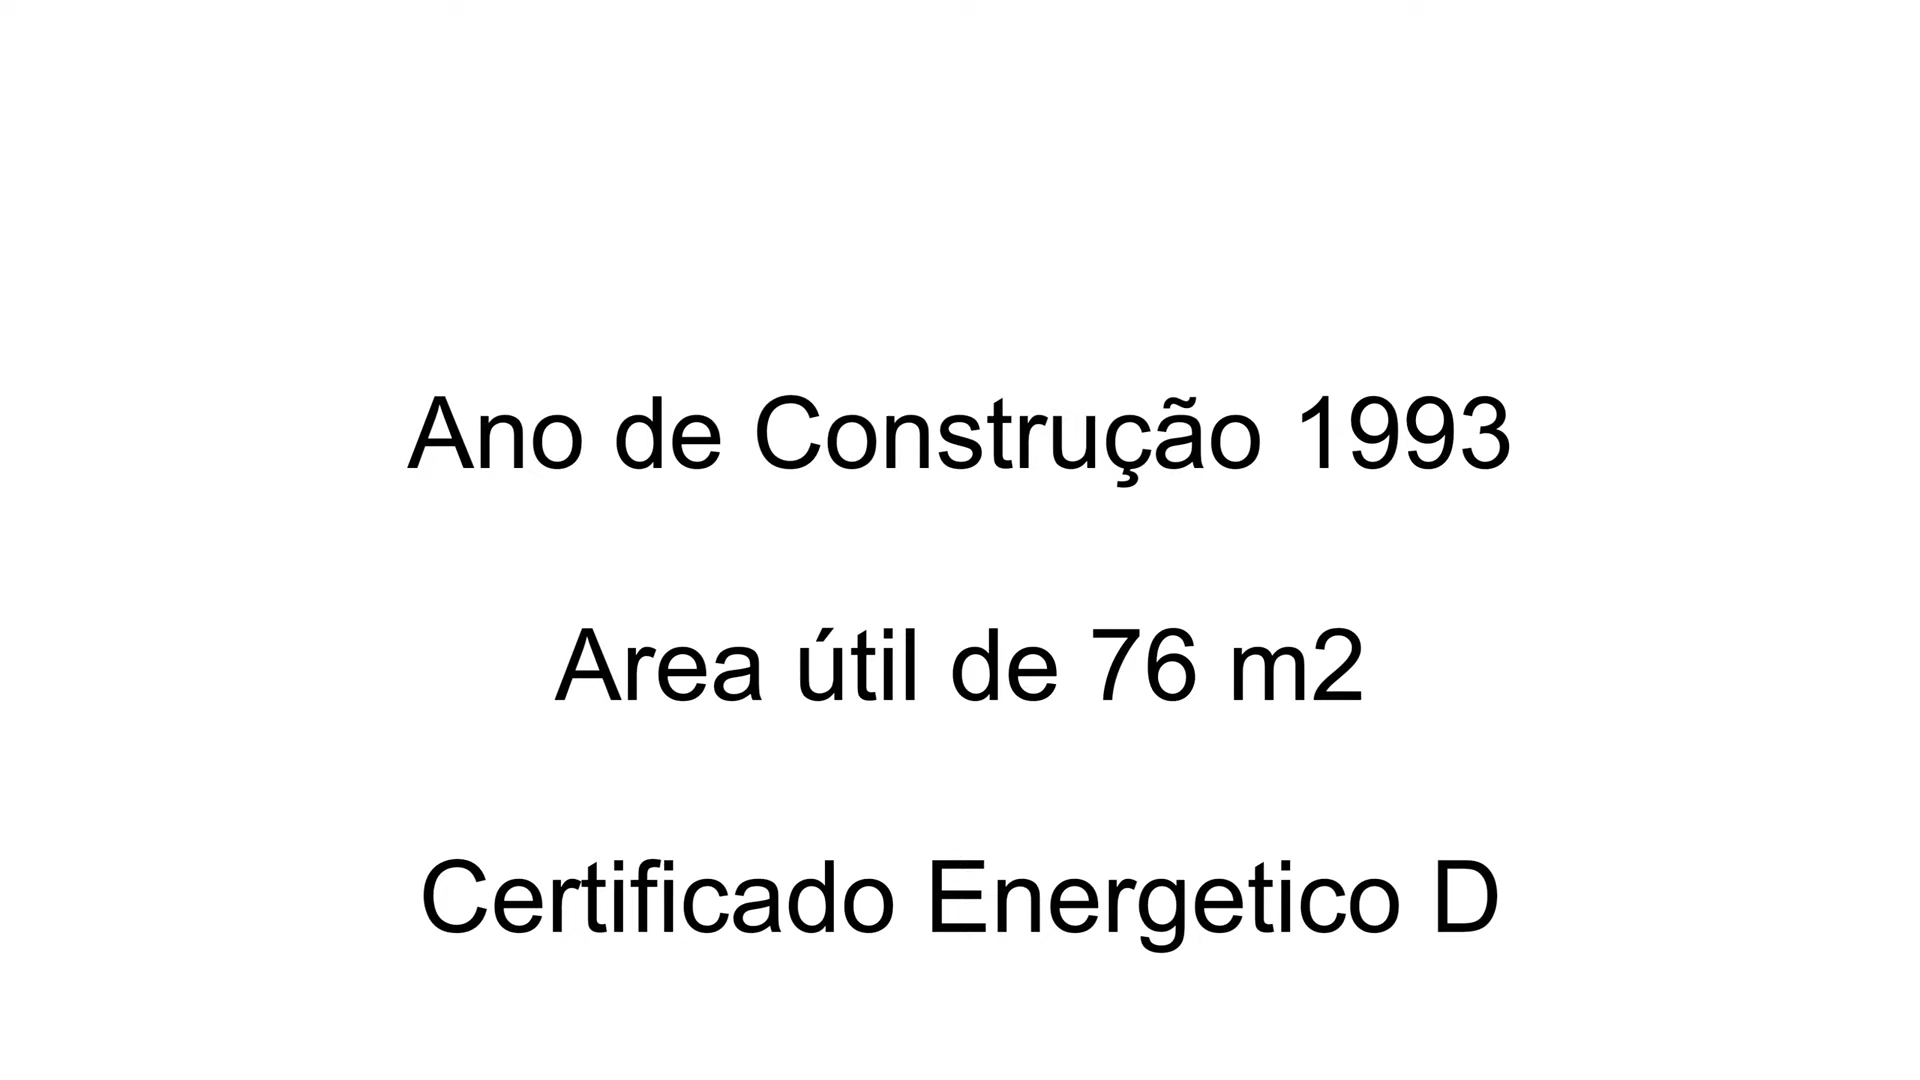 Ano de Construção 1993
Area útil de 76 m2
Certificado Energetico D